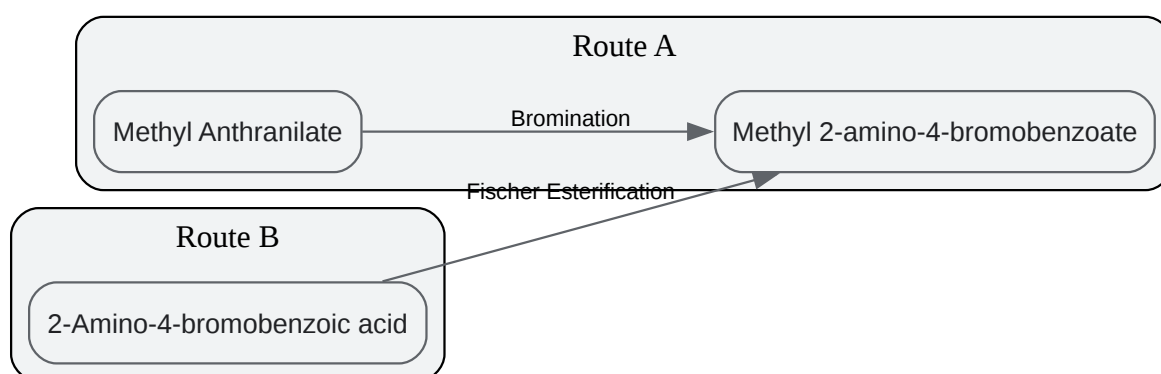 Route A
Methyl Anthranilate
Bromination
Methyl 2-amino-4-bromobenzoate
Fischer Esterification
Route B
2-Amino-4-bromobenzoic acid